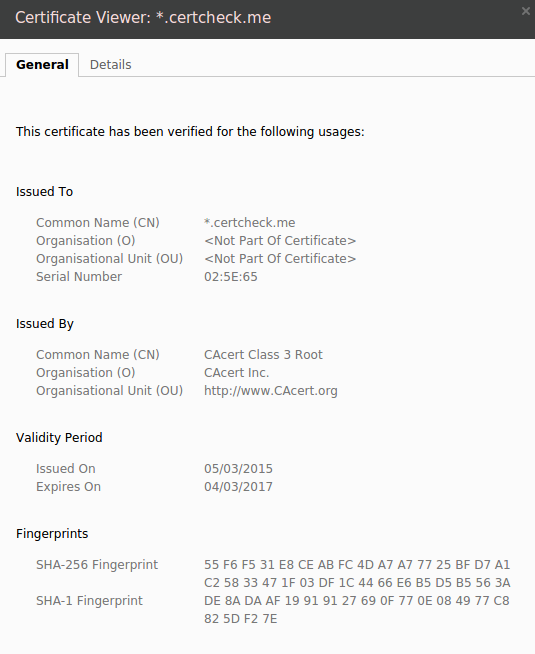 Certificate Viewer: *.certcheck.me
General Details
This certificate has been verified for the following usages:
Issued To
Common Name (CN) *.certcheck.me
Organisation (O) <Not Part Of Certificate>
Organisational Unit (OU) <Not Part Of Certificate>
Serial Number 02:5E:65
Issued By
Common Name (CN) CAcert Class 3 Root
Organisation (O) CAcert Inc.
Organisational Unit (OU) http://www.CAcert.org
Validity Period
Issued On 05/03/2015
Expires On 04/03/2017
Fingerprints
SHA-256 Fingerprint 55 F6 F5 31 E8 CE AB FC 4D A7 A7 77 25 BF D7 A1
C2 58 33 47 1F 03 DF 1C 44 66 E6 B5 D5 B5 56 3A
SHA-1 Fingerprint DE 8A DA AF 19 91 91 27 69 0F 77 0E 08 49 77 C8
82 5D F2 7E